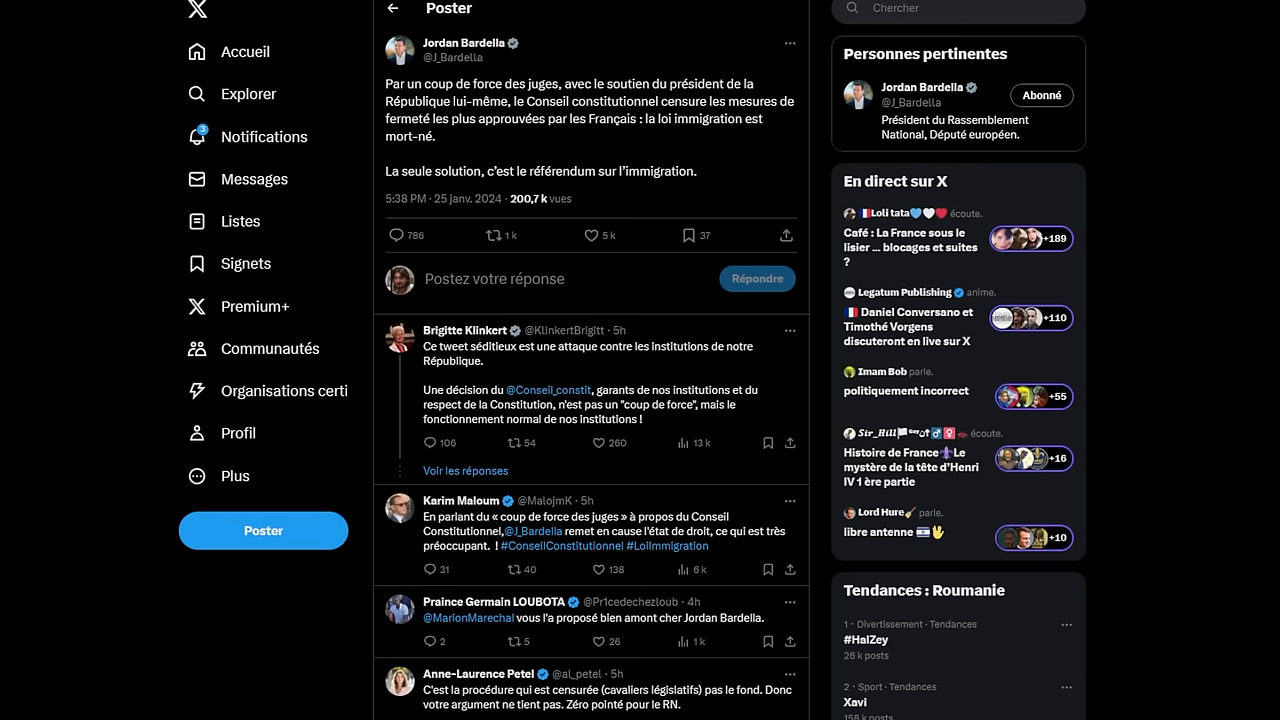 Accueil
Explorer
3
Notifications
Messages
Listes
Signets
Premium+
Communautés
Organisations certi
Profil
Plus
Poster
Poster
Jordan Bardella
@J_Bardella
Par un coup de force des juges, avec le soutien du président de la
République lui-même, le Conseil constitutionnel censure les mesures de
fermeté les plus approuvées par les Français : la loi immigration est
mort-né.
La seule solution, c’est le référendum sur l’immigration.
5:38 PM · 25 janv. 2024 · 200,7 k vues
786 1 k 5 k 37
Postez votre réponse
Répondre
Brigitte Klinkert @KlinkertBrigitt · 5h
Ce tweet séditieux est une attaque contre les institutions de notre
République.
Une décision du @Conseil_constit, garants de nos institutions et du
respect de la Constitution, n'est pas un "coup de force", mais le
fonctionnement normal de nos institutions !
106 54 260 13 k
Voir les réponses
Karim Maloum @MalojmK · 5h
En parlant du « coup de force des juges » à propos du Conseil
Constitutionnel,@J_Bardella remet en cause l'état de droit, ce qui est très
préoccupant. ! #ConseilConstitutionnel #LoiImmigration
31 40 138 6 k
Praince Germain LOUBOTA @Pr1cedechezloub · 4h
@MarionMarechal vous l'a proposé bien amont cher Jordan Bardella.
2 5 26 1 k
Anne-Laurence Petel @al_petel · 5h
C'est la procédure qui est censurée (cavaliers législatifs) pas le fond. Donc
votre argument ne tient pas. Zéro pointé pour le RN.
Chercher
Personnes pertinentes
Jordan Bardella
@J_Bardella
Abonné
Président du Rassemblement
National, Député européen.
En direct sur X
Loli tata écoute.
Café : La France sous le
lisier ... blocages et suites
?
+189
Legatum Publishing anime.
Daniel Conversano et
Timothé Vorgens
discuteront en live sur X
+110
Imam Bob parle.
politiquement incorrect
+55
Sir_Hill écoute.
Histoire de France Le
mystère de la tête d’Henri
IV 1 ère partie
+16
Lord Hure parle.
libre antenne
+10
Tendances : Roumanie
1 · Divertissement · Tendances
#HalZey
26 k posts
2 · Sport · Tendances
Xavi
158 k posts